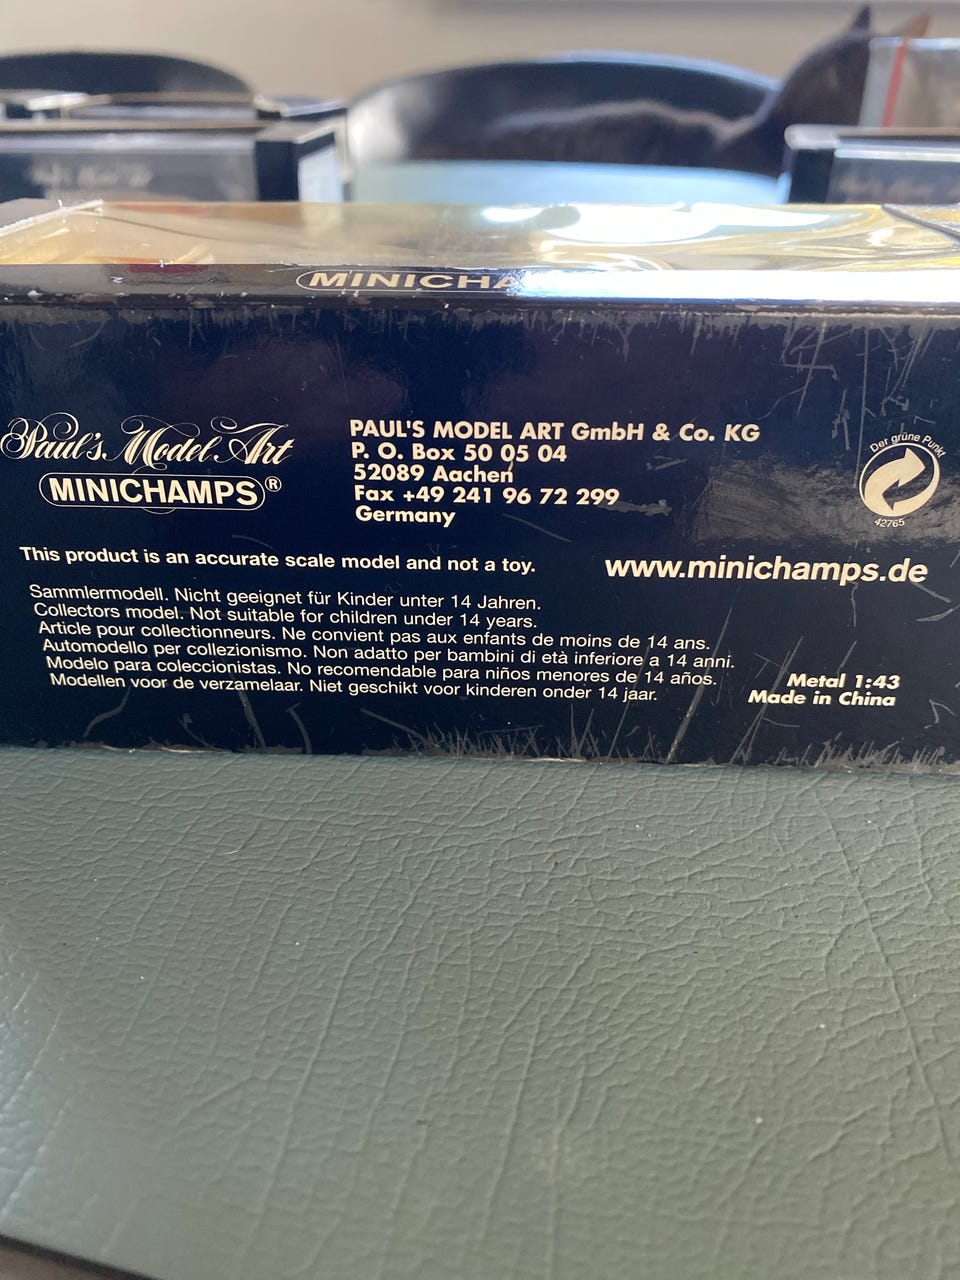 MINICHA
Paul's Model Art
MINICHAMPS®
PAUL'S MODEL ART GmbH & Co. KG
P. O. Box 50 05 04
52089 Aachen
Fax +49 241 96 72 299
Germany
Der grüne Punkt
42765
This product is an accurate scale model and not a toy.
www.minichamps.de
Sammlermodell. Nicht geeignet für Kinder unter 14 Jahren.
Collectors model. Not suitable for children under 14 years.
Article pour collectionneurs. Ne convient pas aux enfants de moins de 14 ans.
Automodello per collezionismo. Non adatto per bambini di età inferiore a 14 anni.
Modelo para coleccionistas. No recomendable para niños menores de 14 años.
Modellen voor de verzamelaar. Niet geschikt voor kinderen onder 14 jaar.
Metal 1:43
Made in China